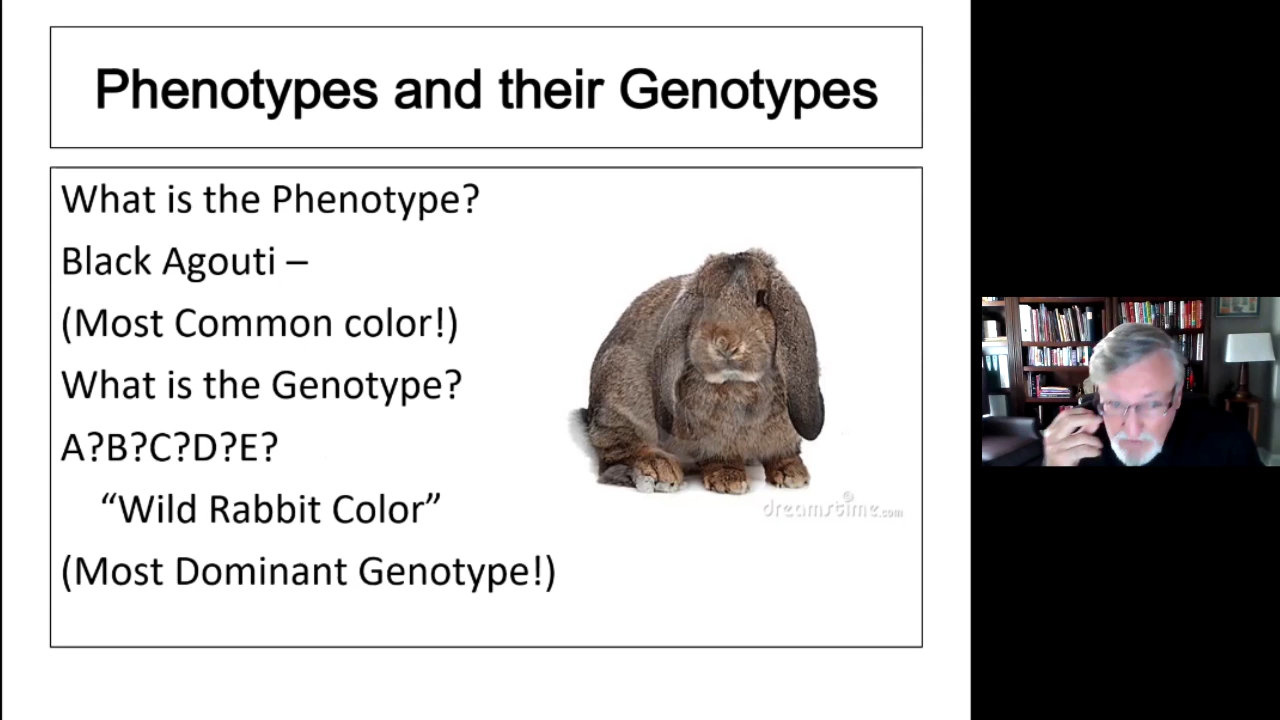 Phenotypes and their Genotypes
What is the Phenotype?
Black Agouti –
(Most Common color!)
What is the Genotype?
A?B?C?D?E?
“Wild Rabbit Color”
(Most Dominant Genotype!)
dreamstime.com